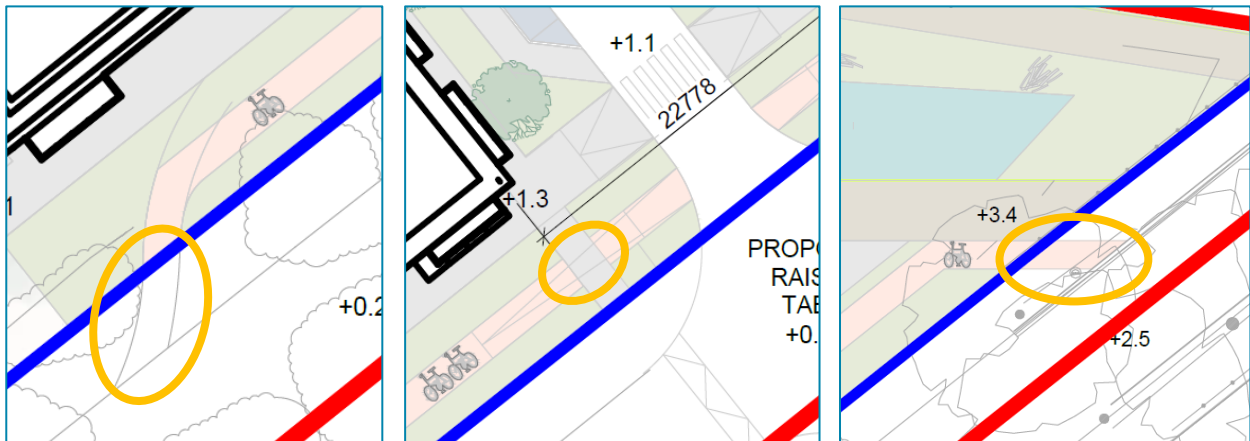 1
+0.2
+1.1
22778
+1.3
PROPO
RAIS
TAB
+0.
+3.4
+2.5